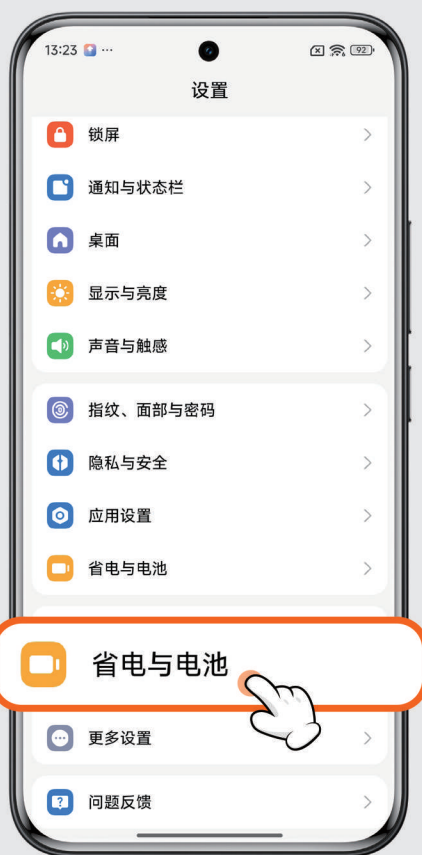 13:23 ···
92
设置
锁屏
通知与状态栏
桌面
显示与亮度
声音与触感
指纹、面部与密码
隐私与安全
应用设置
省电与电池
省电与电池
更多设置
问题反馈